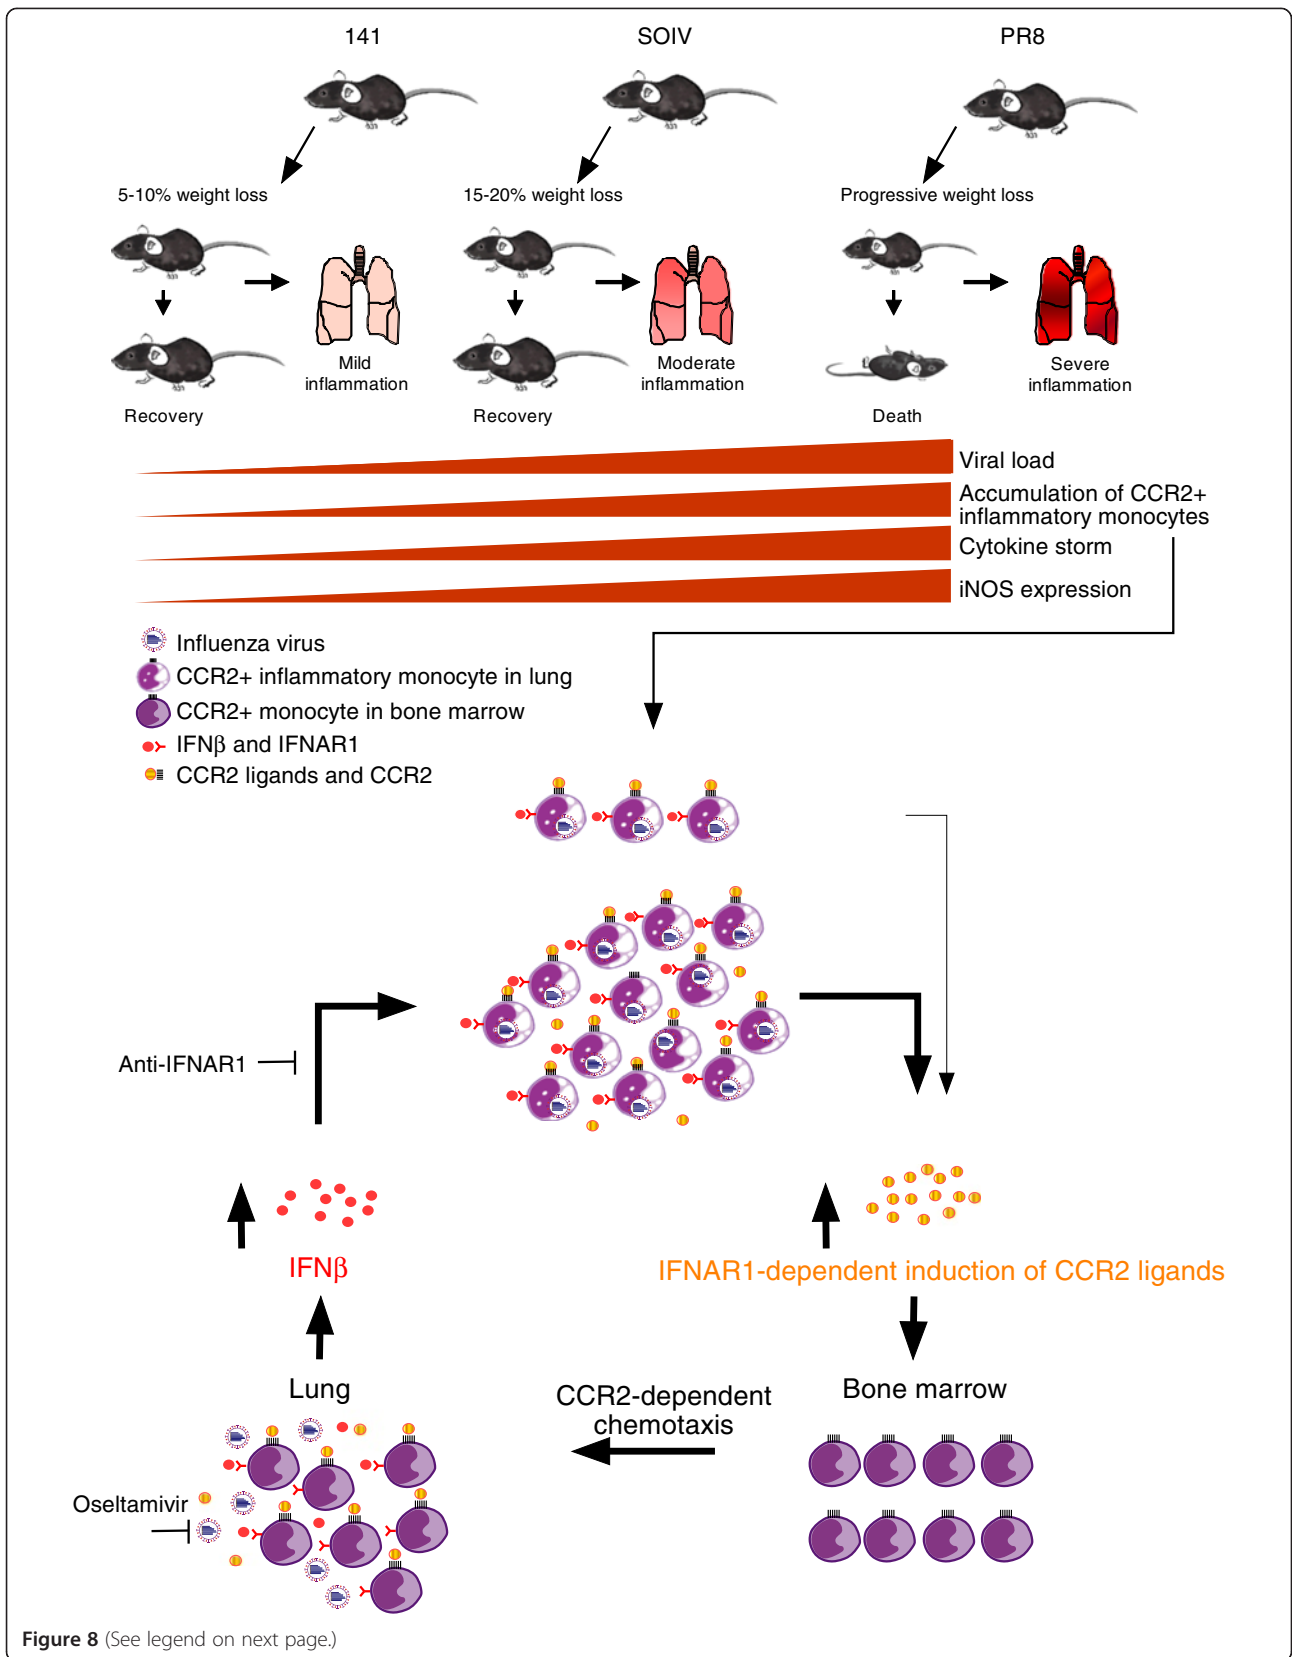 141
SOIV
PR8
5-10% weight loss
15-20% weight loss
Progressive weight loss
Mild
inflammation
Moderate
inflammation
Severe
inflammation
Recovery
Recovery
Death
Viral load
Accumulation of CCR2+
inflammatory monocytes
Cytokine storm
iNOS expression
Influenza virus
CCR2+ inflammatory monocyte in lung
CCR2+ monocyte in bone marrow
IFNβ and IFNAR1
CCR2 ligands and CCR2
Anti-IFNAR1
IFNβ
IFNAR1-dependent induction of CCR2 ligands
Lung
CCR2-dependent
chemotaxis
Bone marrow
Oseltamivir
Figure 8 (See legend on next page.)